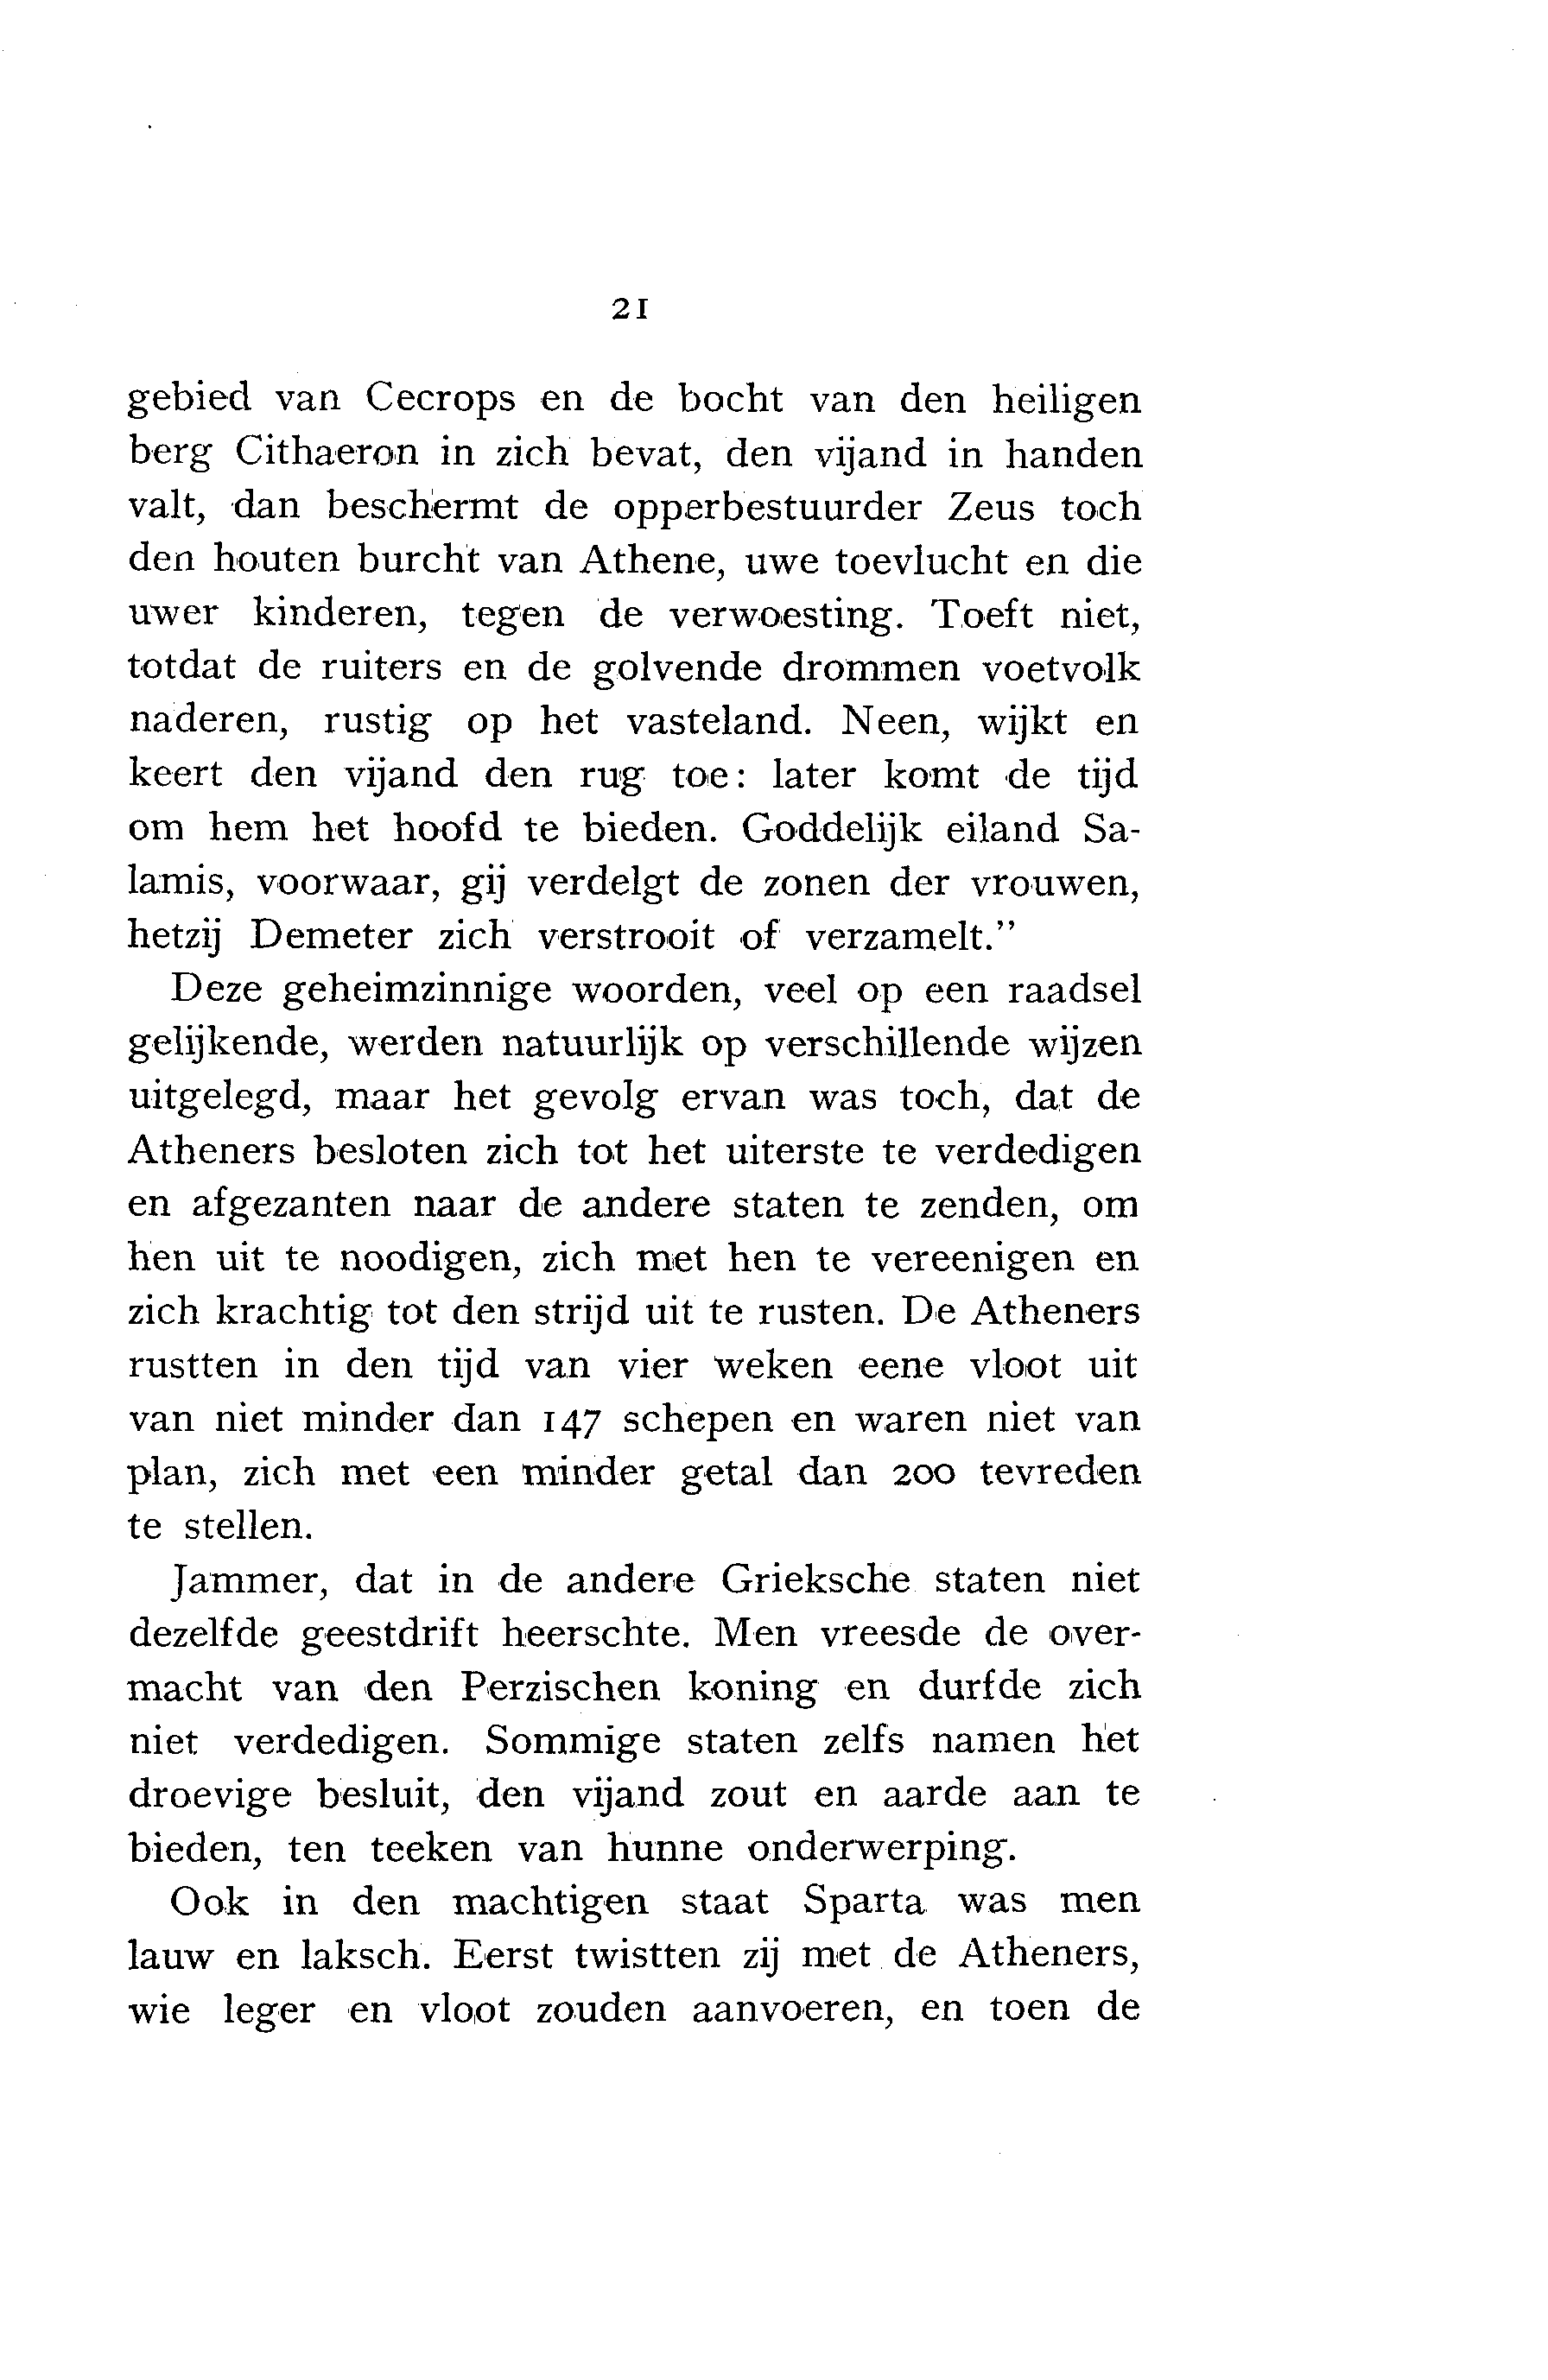 21
gebied van Cecrops en de bocht van den heiligen
berg Cithaeron in zich bevat, den vijand in handen
valt, dan beschermt de opperbestuurder Zeus toch
den houten burcht van Athene, uwe toevlucht en die
uwer kinderen, tegen de verwoesting. Toeft niet,
totdat de ruiters en de golvende drommen voetvolk
naderen, rustig op het vasteland. Neen, wijkt en
keert den vijand den rug toe: later komt de tijd
om hem het hoofd te bieden. Goddelijk eiland Sa-
lamis, voorwaar, gij verdelgt de zonen der vrouwen,
hetzij Demeter zich verstrooit of verzamelt.”
Deze geheimzinnige woorden, veel op een raadsel
gelijkende, werden natuurlijk op verschillende wijzen
uitgelegd, maar het gevolg ervan was toch, dat de
Atheners besloten zich tot het uiterste te verdedigen
en afgezanten naar de andere staten te zenden, om
hen uit te noodigen, zich met hen te vereenigen en
zich krachtig tot den strijd uit te rusten. De Atheners
rustten in den tijd van vier weken eene vloot uit
van niet minder dan 147 schepen en waren niet van
plan, zich met een minder getal dan 200 tevreden
te stellen.
Jammer, dat in de andere Grieksche staten niet
dezelfde geestdrift heerschte. Men vreesde de over-
macht van den Perzischen koning en durfde zich
niet verdedigen. Sommige staten zelfs namen het
droevige besluit, den vijand zout en aarde aan te
bieden, ten teeken van hunne onderwerping.
Ook in den machtigen staat Sparta was men
lauw en laksch. Eerst twistten zij met de Atheners,
wie leger en vloot zouden aanvoeren, en toen de